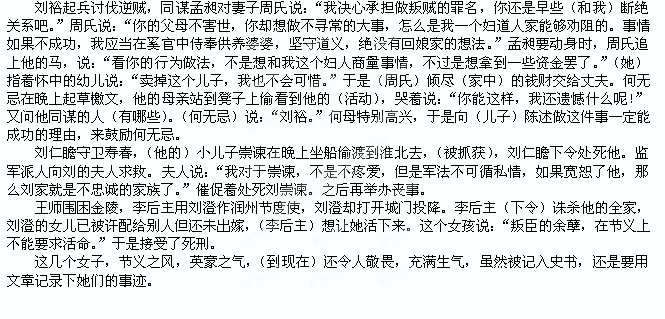 刘裕起兵讨伐逆贼，同谋孟昶对妻子周氏说：“我决心承担做叛贼的罪名，你还是早些（和我）断绝
关系吧。”周氏说：“你的父母不害世，你却想做不寻常的大事，怎么是我一个妇道人家能够劝阻的。事情
如果不成功，我应当在奚官中侍奉供养婆婆，坚守道义，绝没有回娘家的想法。”孟昶要动身时，周氏追
上他的马，说：“看你的行为做法，不是想和我这个妇人商量事情，不过是想拿到一些资金罢了。”（她）
指着怀中的幼儿说：“卖掉这个儿子，我也不会可惜。”于是（周氏）倾尽（家中）的钱财交给丈夫。何无
忌在晚上起草檄文，他的母亲站到凳子上偷看到他的（活动），哭着说：“你能这样，我还遗憾什么呢！”
又问他同谋的人（有哪些）。（何无忌）说：“刘裕。”何母特别高兴，于是向（儿子）陈述做这件事一定能
成功的理由，来鼓励何无忌。
刘仁瞻守卫寿春，（他的）小儿子崇谏在晚上坐船偷渡到淮北去，（被抓获），刘仁瞻下令处死他。监
军派人向刘的夫人求救。夫人说：“我对于崇谏，不是不疼爱，但是军法不可循私情，如果宽恕了他，那
么刘家就是不忠诚的家族了。”催促着处死刘崇谏。之后再举办丧事。
王师围困金陵，李后主用刘澄作润州节度使，刘澄却打开城门投降。李后主（下令）诛杀他的全家，
刘澄的女儿已被许配给别人但还未出嫁，（李后主）想让她活下来。这个女孩说：“叛臣的余孽，在节义上
不能要求活命。”于是接受了死刑。
这几个女子，节义之风，英豪之气，（到现在）还令人敬畏，充满生气，虽然被记入史书，还是要用
文章记录下她们的事迹。